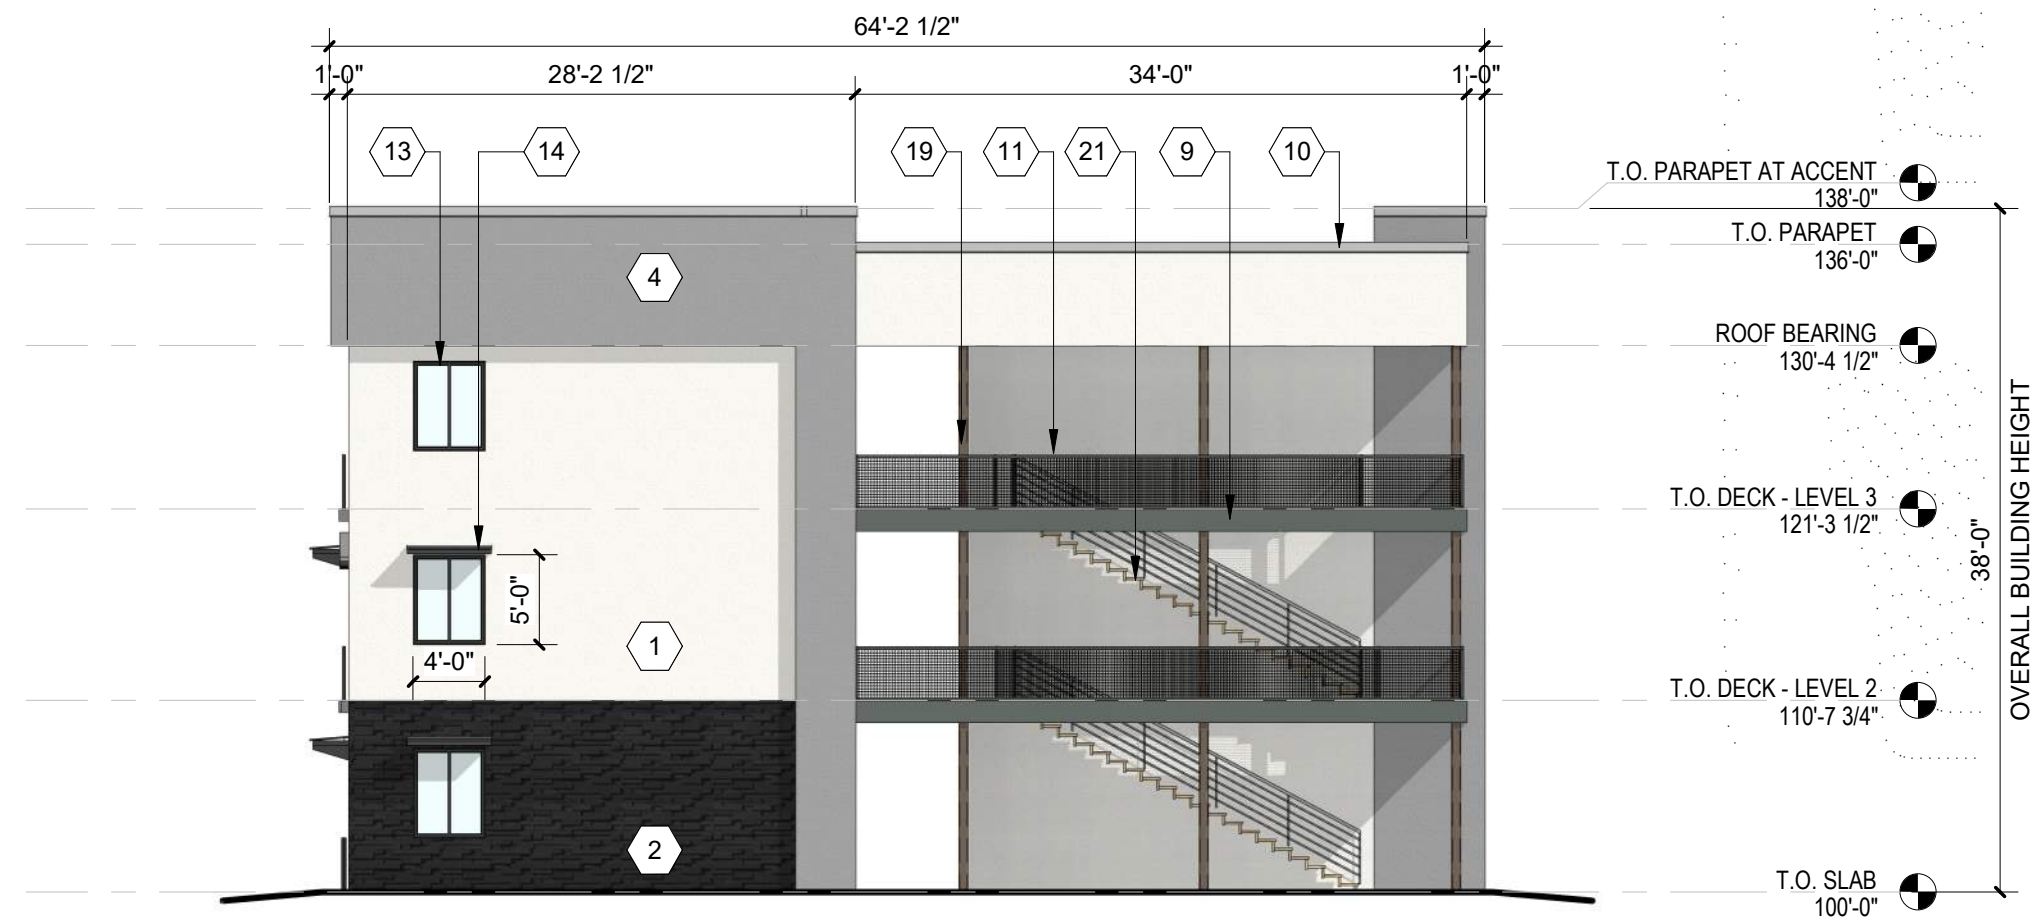 64'-2 1/2"
1'-0" 28'-2 1/2" 34'-0" 1'-0"
13 14 19 11 21 9 10
T.O. PARAPET AT ACCENT
138'-0"
T.O. PARAPET
136'-0"
4
ROOF BEARING
130'-4 1/2"
T.O. DECK - LEVEL 3
121'-3 1/2"
5'-0"
38'-0"
OVERALL BUILDING HEIGHT
1
4'-0"
T.O. DECK - LEVEL 2
110'-7 3/4"
2
T.O. SLAB
100'-0"